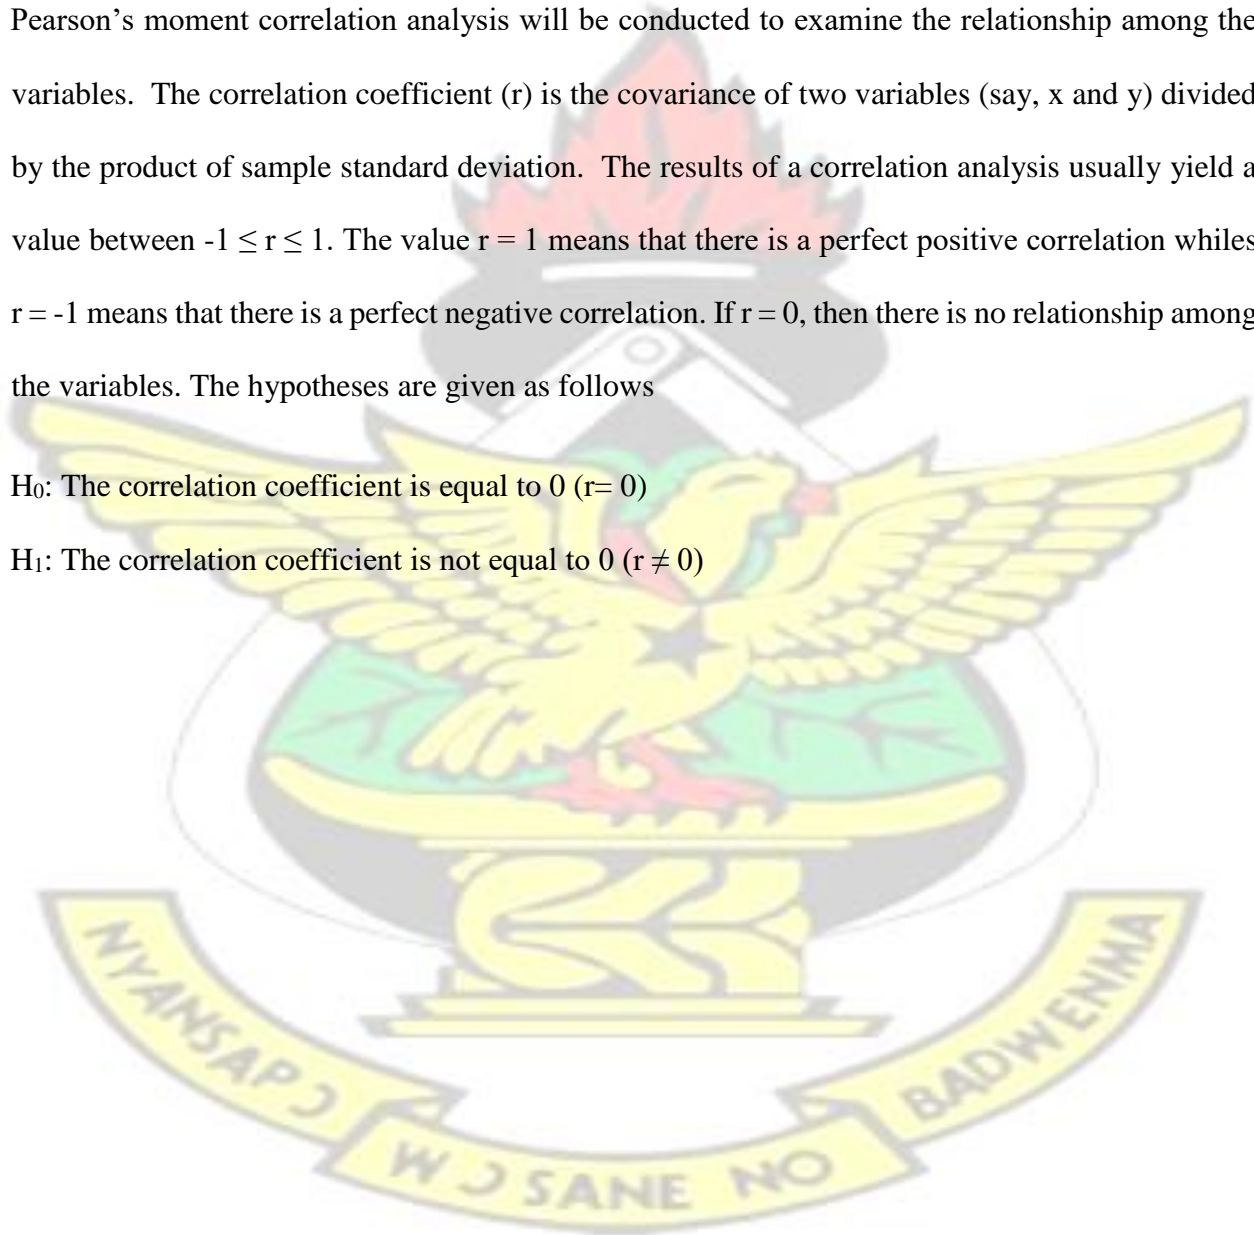 Pearson’s moment correlation analysis will be conducted to examine the relationship among the
variables.  The correlation coefficient (r) is the covariance of two variables (say, x and y) divided
by the product of sample standard deviation.  The results of a correlation analysis usually yield a
value between -1 ≤ r ≤ 1. The value r = 1 means that there is a perfect positive correlation whiles
r = -1 means that there is a perfect negative correlation. If r = 0, then there is no relationship among
the variables. The hypotheses are given as follows
H₀: The correlation coefficient is equal to 0 (r= 0)
H₁: The correlation coefficient is not equal to 0 (r ≠ 0)
NYANSAPƆ
WƆSANE NO
BADWENMA